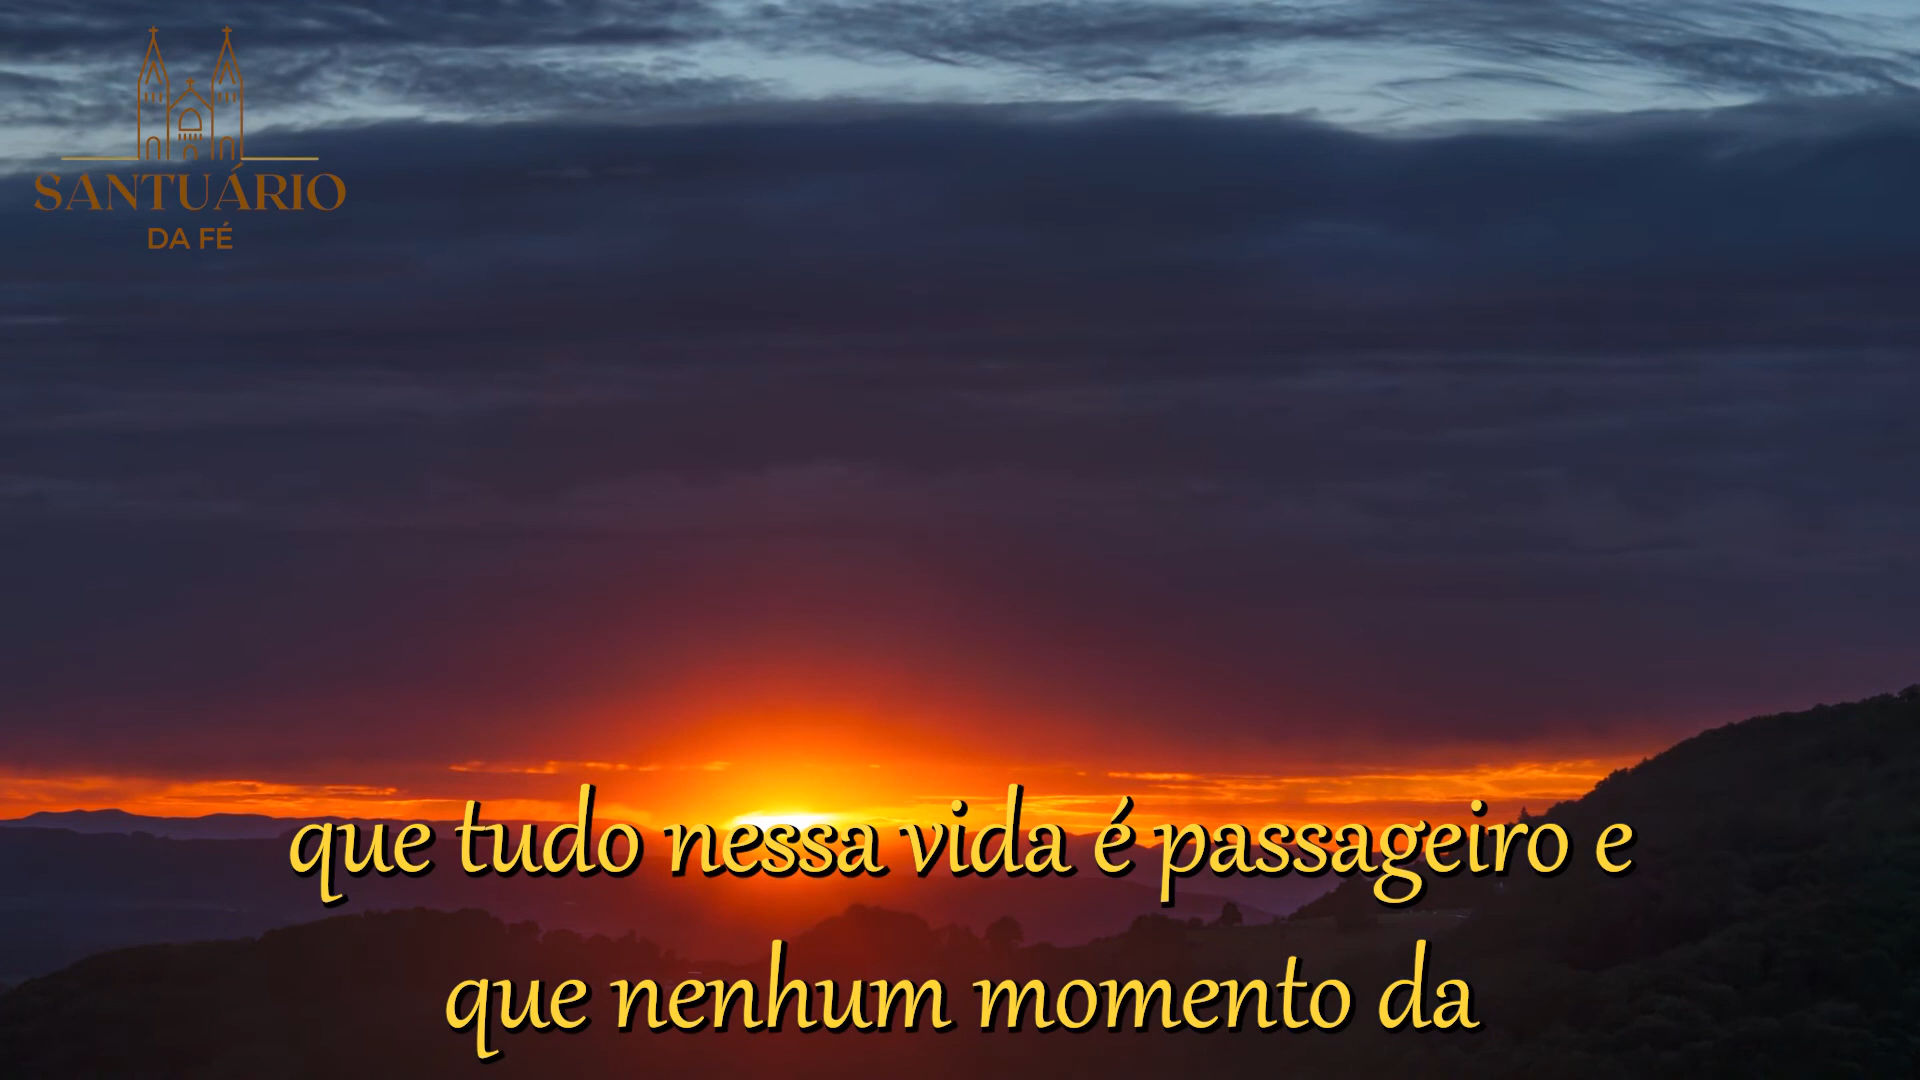 SANTUÁRIO
DA FÉ
que tudo nessa vida é passageiro e
que nenhum momento da